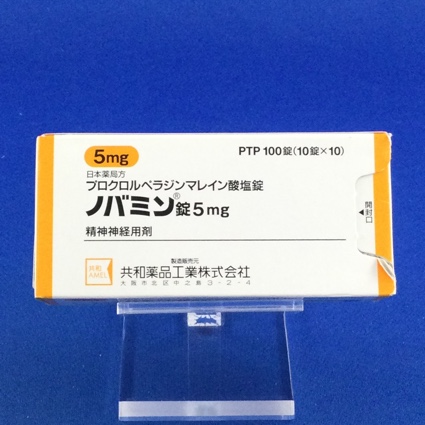 5mg
PTP 100錠(10錠×10)
日本薬局方
プロクロルペラジンマレイン酸塩錠
ノバミン®錠5mg
精神神経用剤
開封口
製造販売元
共和 AMEL
共和薬品工業株式会社
大阪市北区中之島3-2-4